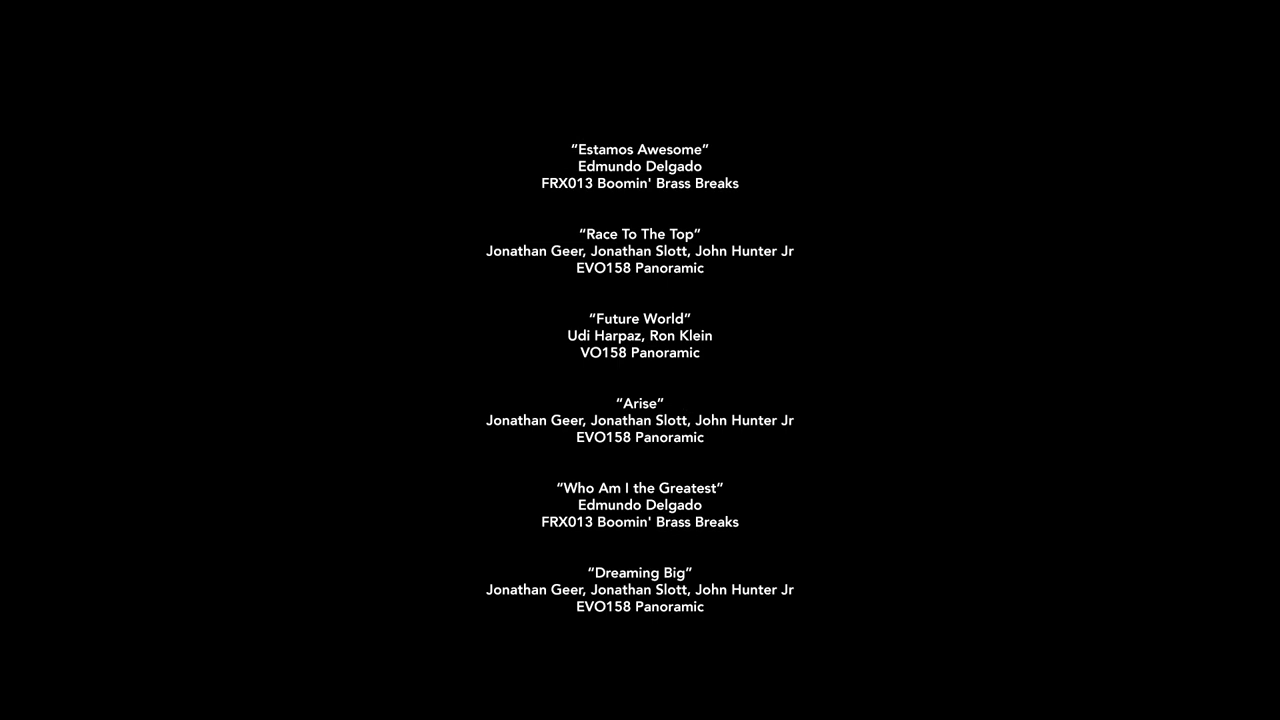 “Estamos Awesome”
Edmundo Delgado
FRX013 Boomin' Brass Breaks
“Race To The Top”
Jonathan Geer, Jonathan Slott, John Hunter Jr
EVO158 Panoramic
“Future World”
Udi Harpaz, Ron Klein
VO158 Panoramic
“Arise”
Jonathan Geer, Jonathan Slott, John Hunter Jr
EVO158 Panoramic
“Who Am I the Greatest”
Edmundo Delgado
FRX013 Boomin' Brass Breaks
“Dreaming Big”
Jonathan Geer, Jonathan Slott, John Hunter Jr
EVO158 Panoramic